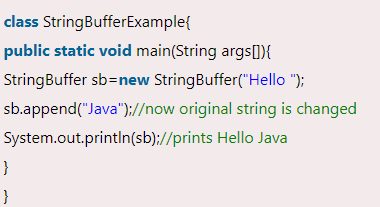 class StringBufferExample{
public static void main(String args[]){
StringBuffer sb=new StringBuffer("Hello ");
sb.append("Java");//now original string is changed
System.out.println(sb);//prints Hello Java
}
}